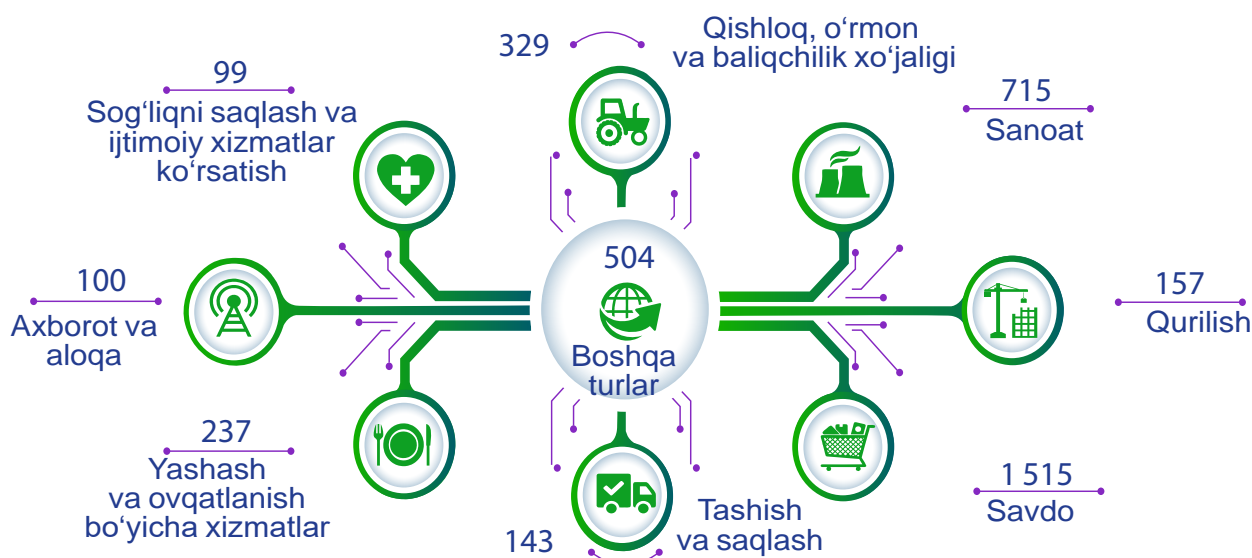 329
Qishloq, o‘rmon
va baliqchilik xo‘jaligi
99
Sog‘liqni saqlash va
ijtimoiy xizmatlar
ko‘rsatish
715
Sanoat
504
Boshqa
turlar
100
Axborot va
aloqa
157
Qurilish
237
Yashash
va ovqatlanish
bo‘yicha xizmatlar
1 515
Savdo
143
Tashish
va saqlash